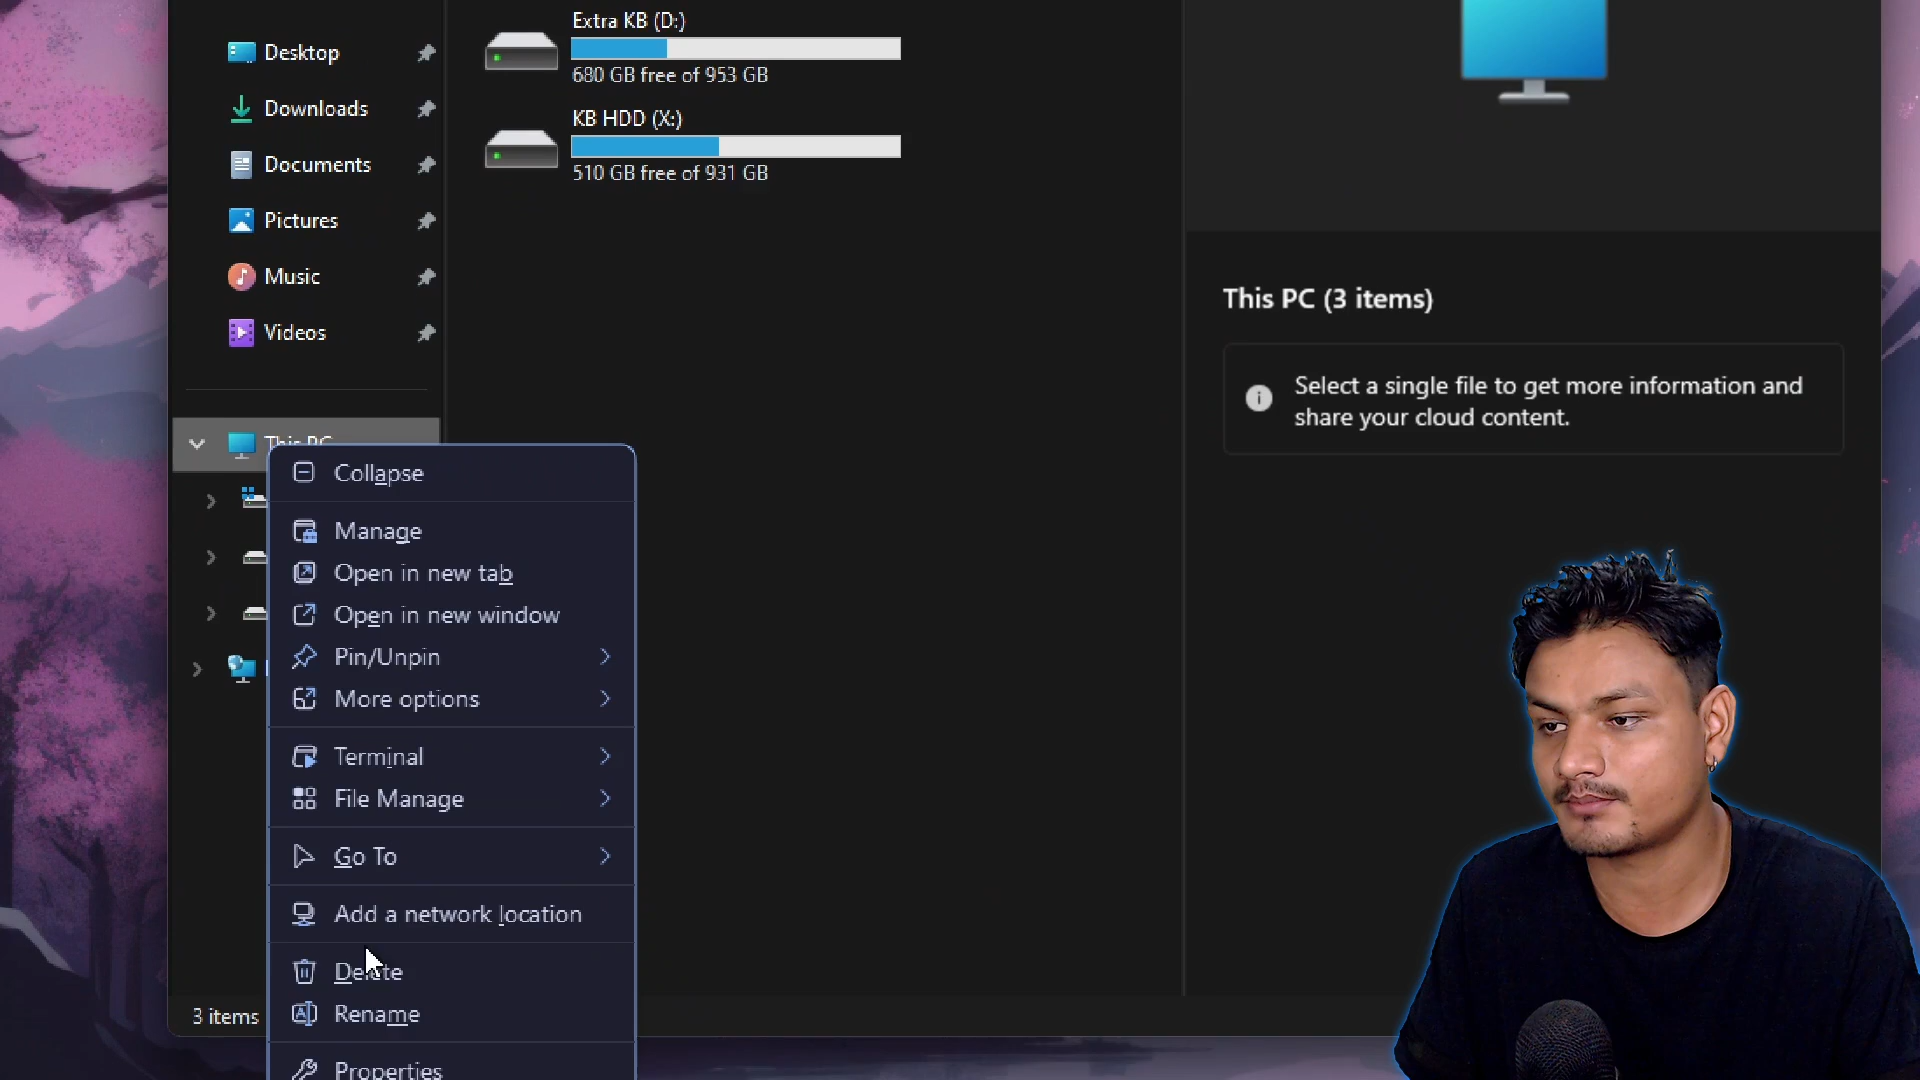 Extra KB (D:)
680 GB free of 953 GB
KB HDD (X:)
510 GB free of 931 GB
Desktop
Downloads
Documents
Pictures
Music
Videos
This PC
3 items
Collapse
Manage
Open in new tab
Open in new window
Pin/Unpin
More options
Terminal
File Manage
Go To
Add a network location
Delete
Rename
Properties
This PC (3 items)
Select a single file to get more information and
share your cloud content.